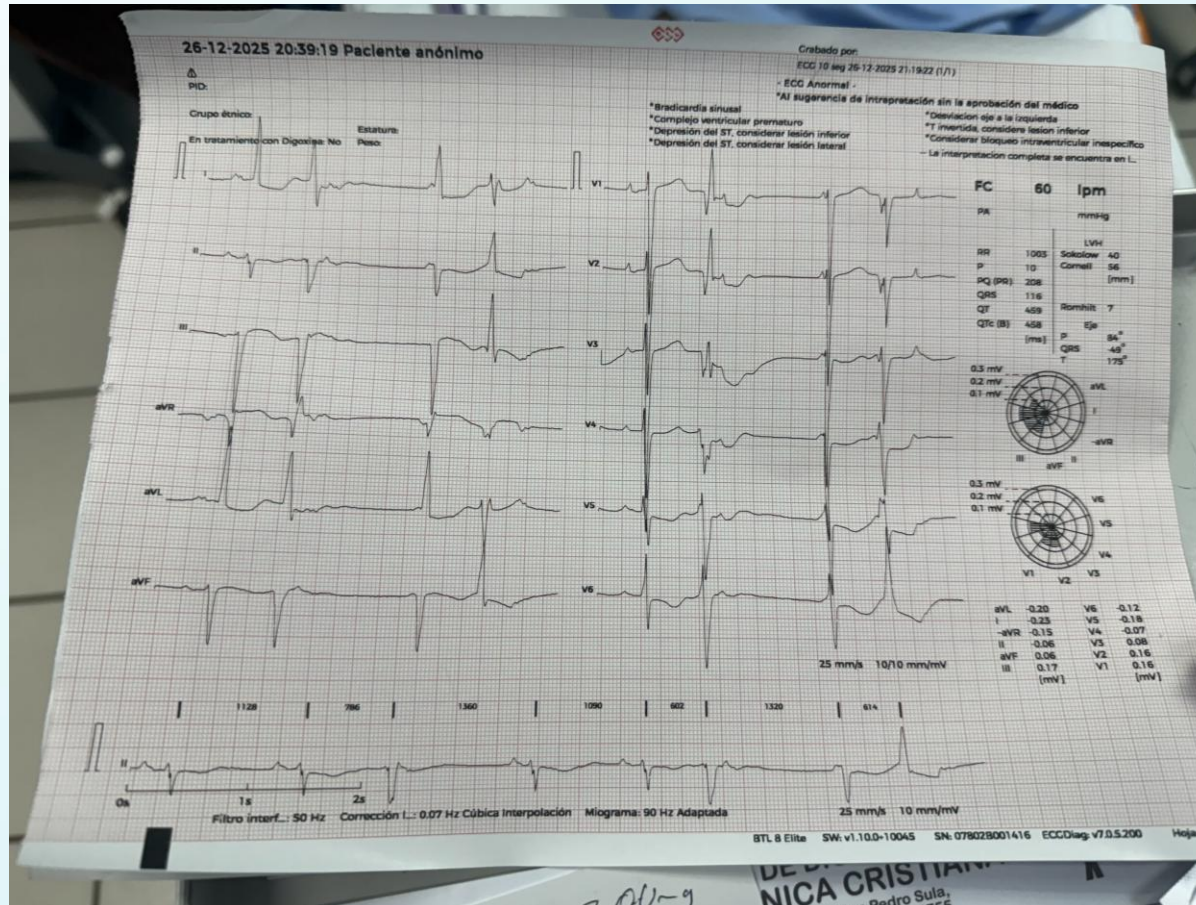 26-12-2025 20:39:19 Paciente anónimo
Grabado por:
ECG 10 seg 26-12-2025 21:19:22 (1/1)
PID:
- ECG Anormal -
*Al sugerencia de intrapretación sin la aprobación del médico
Grupo étnico:
Estatura:
En tratamiento con Digoxina: No
Peso:
*Bradicardia sinusal
*Complejo ventricular prematuro
*Depresión del ST, considerar lesión inferior
*Depresión del ST, considerar lesión lateral
*Desviacion eje a la izquierda
*T invertida, considere lesion inferior
*Considerar bloqueo intraventricular inespecífico
- La interpretacion completa se encuentra en l...
I
II
III
aVR
aVL
aVF
V1
V2
V3
V4
V5
V6
FC 60 lpm
PA mmHg
LVH
RR 1003 Sokolow 40
P 10 Cornell 56
PQ (PR) 208 [mm]
QRS 116
QT 459 Romhilt 7
QTc (B) 458 Eje
[ms] P 84°
QRS -49°
T 175°
0.3 mV
0.2 mV
0.1 mV
aVL
I
-aVR
II
aVF
III
0.3 mV
0.2 mV
0.1 mV
V6
V5
V4
V3
V2
V1
aVL -0.20 V6 -0.12
I -0.23 V5 -0.18
-aVR -0.15 V4 -0.07
II -0.06 V3 0.08
aVF 0.06 V2 0.16
III 0.17 V1 0.16
[mV] [mV]
25 mm/s 10/10 mm/mV
1128 786 1360 1090 602 1320 614
II
0s 1s 2s
Filtro interf...: 50 Hz Corrección l...: 0.07 Hz Cúbica Interpolación Miograma: 90 Hz Adaptada
25 mm/s 10 mm/mV
BTL 8 Elite SW: v1.10.0-10045 SN: 078028001416 ECGDiag: v7.0.5.200 Hoja
NICA CRISTIANA
Pedro Sula,